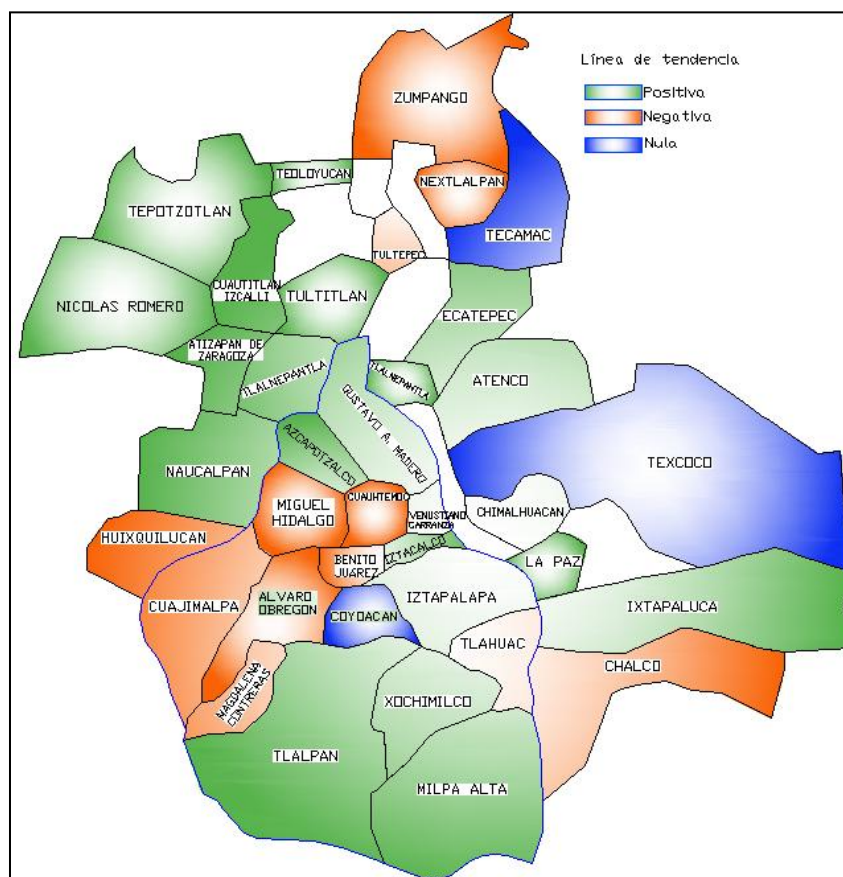 Línea de tendencia
Positiva
Negativa
Nula
ZUMPANGO
TEOLOYUCAN
NEXTLALPAN
TEPOTZOTLAN
TECAMAC
TULTEPEC
CUAUTITLAN
IZCALLI
TULTITLAN
NICOLAS ROMERO
ECATEPEC
ATIZAPAN DE
ZARAGOZA
TLALNEPANTLA
TLALNEPANTLA
ATENCO
GUSTAVO A. MADERO
AZCAPOTZALCO
TEXCOCO
NAUCALPAN
CUAUHTEMOC
MIGUEL
HIDALGO
CHIMALHUACAN
VENUSTIANO
CARRANZA
HUIXQUILUCAN
IZTACALCO
BENITO
JUÁREZ
LA PAZ
CUAJIMALPA
ALVARO
OBREGON
COYOACAN
IZTAPALAPA
IXTAPALUCA
TLAHUAC
CHALCO
MAGDALENA
CONTRERAS
XOCHIMILCO
TLALPAN
MILPA ALTA